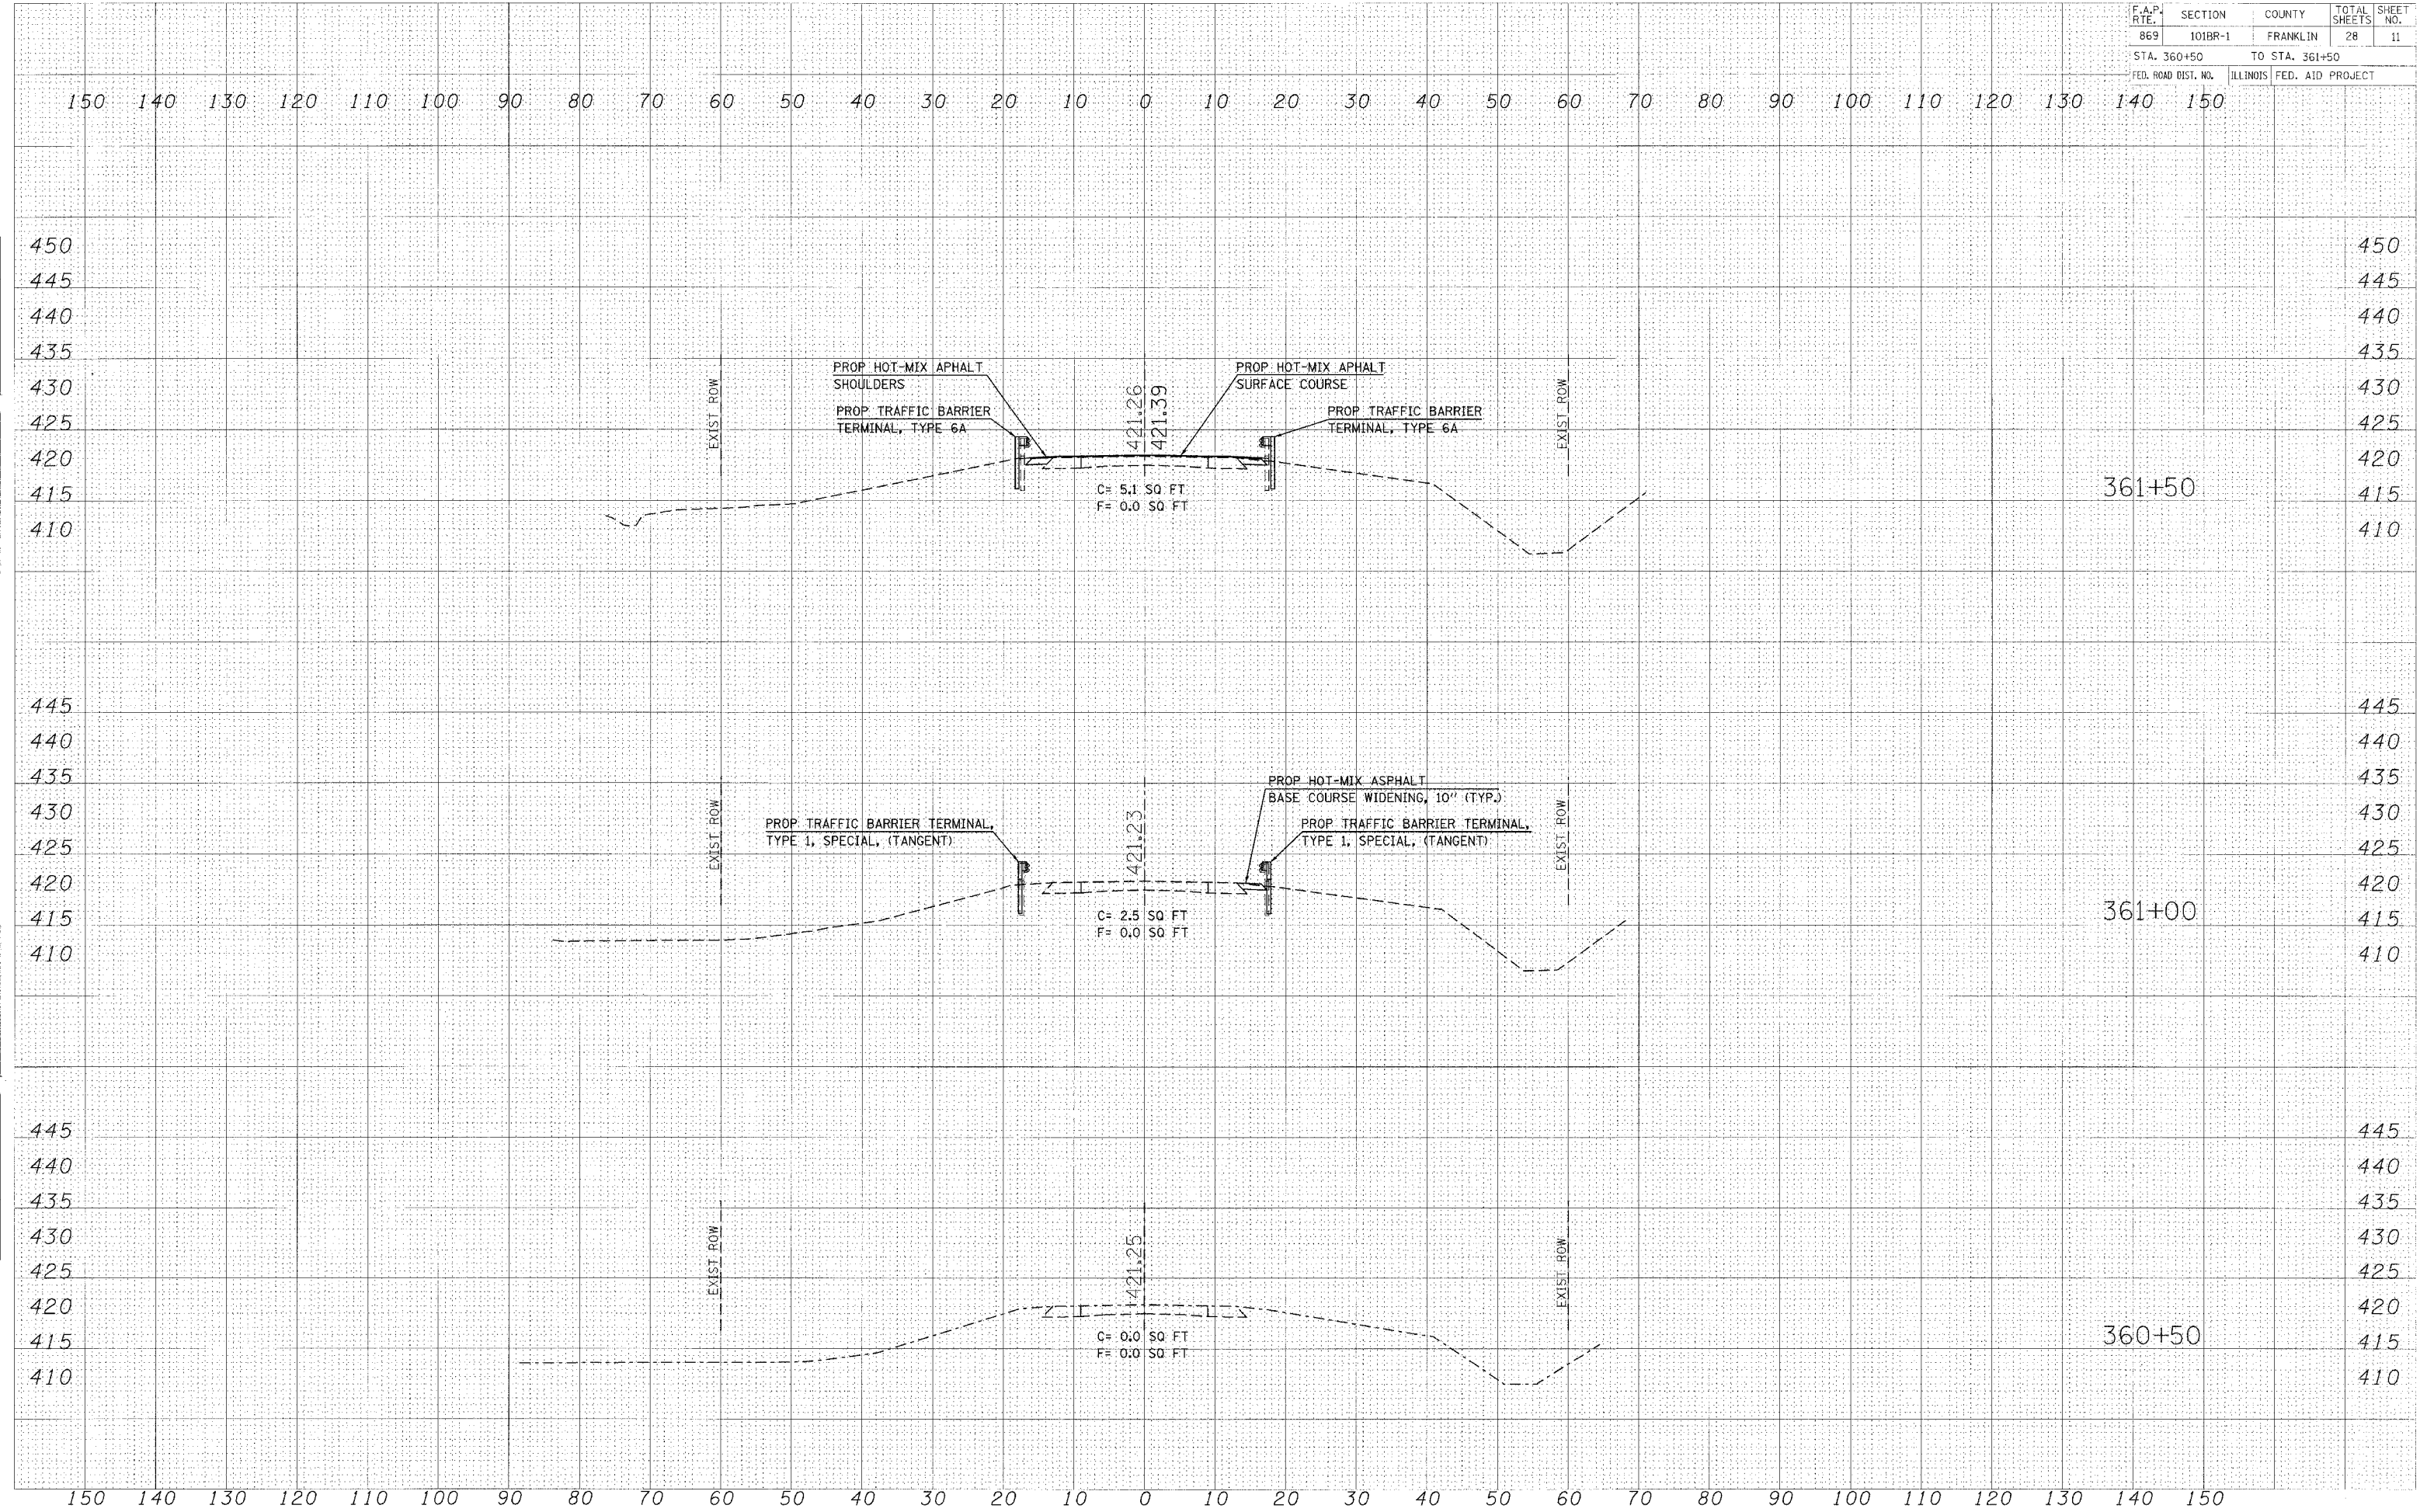 F.A.P. RTE. SECTION COUNTY TOTAL SHEETS SHEET NO.
869 101BR-1 FRANKLIN 28 11
STA. 360+50 TO STA. 361+50
FED. ROAD DIST. NO. ILLINOIS FED. AID PROJECT
150 140 130 120 110 100 90 80 70 60 50 40 30 20 10 0 10 20 30 40 50 60 70 80 90 100 110 120 130 140 150
450 450
445 445
440 440
435 435
430 430
425 425
420 420
415 415
410 410
EXIST ROW
PROP HOT-MIX APHALT
SHOULDERS
PROP TRAFFIC BARRIER
TERMINAL, TYPE 6A
421.26
421.39
PROP HOT-MIX APHALT
SURFACE COURSE
PROP TRAFFIC BARRIER
TERMINAL, TYPE 6A
EXIST ROW
C= 5.1 SQ FT
F= 0.0 SQ FT
361+50
445 445
440 440
435 435
430 430
425 425
420 420
415 415
410 410
EXIST ROW
PROP TRAFFIC BARRIER TERMINAL,
TYPE 1, SPECIAL, (TANGENT)
421.23
PROP HOT-MIX ASPHALT
BASE COURSE WIDENING, 10" (TYP.)
PROP TRAFFIC BARRIER TERMINAL,
TYPE 1, SPECIAL, (TANGENT)
EXIST ROW
C= 2.5 SQ FT
F= 0.0 SQ FT
361+00
445 445
440 440
435 435
430 430
425 425
420 420
415 415
410 410
EXIST ROW
421.25
EXIST ROW
C= 0.0 SQ FT
F= 0.0 SQ FT
360+50
150 140 130 120 110 100 90 80 70 60 50 40 30 20 10 0 10 20 30 40 50 60 70 80 90 100 110 120 130 140 150